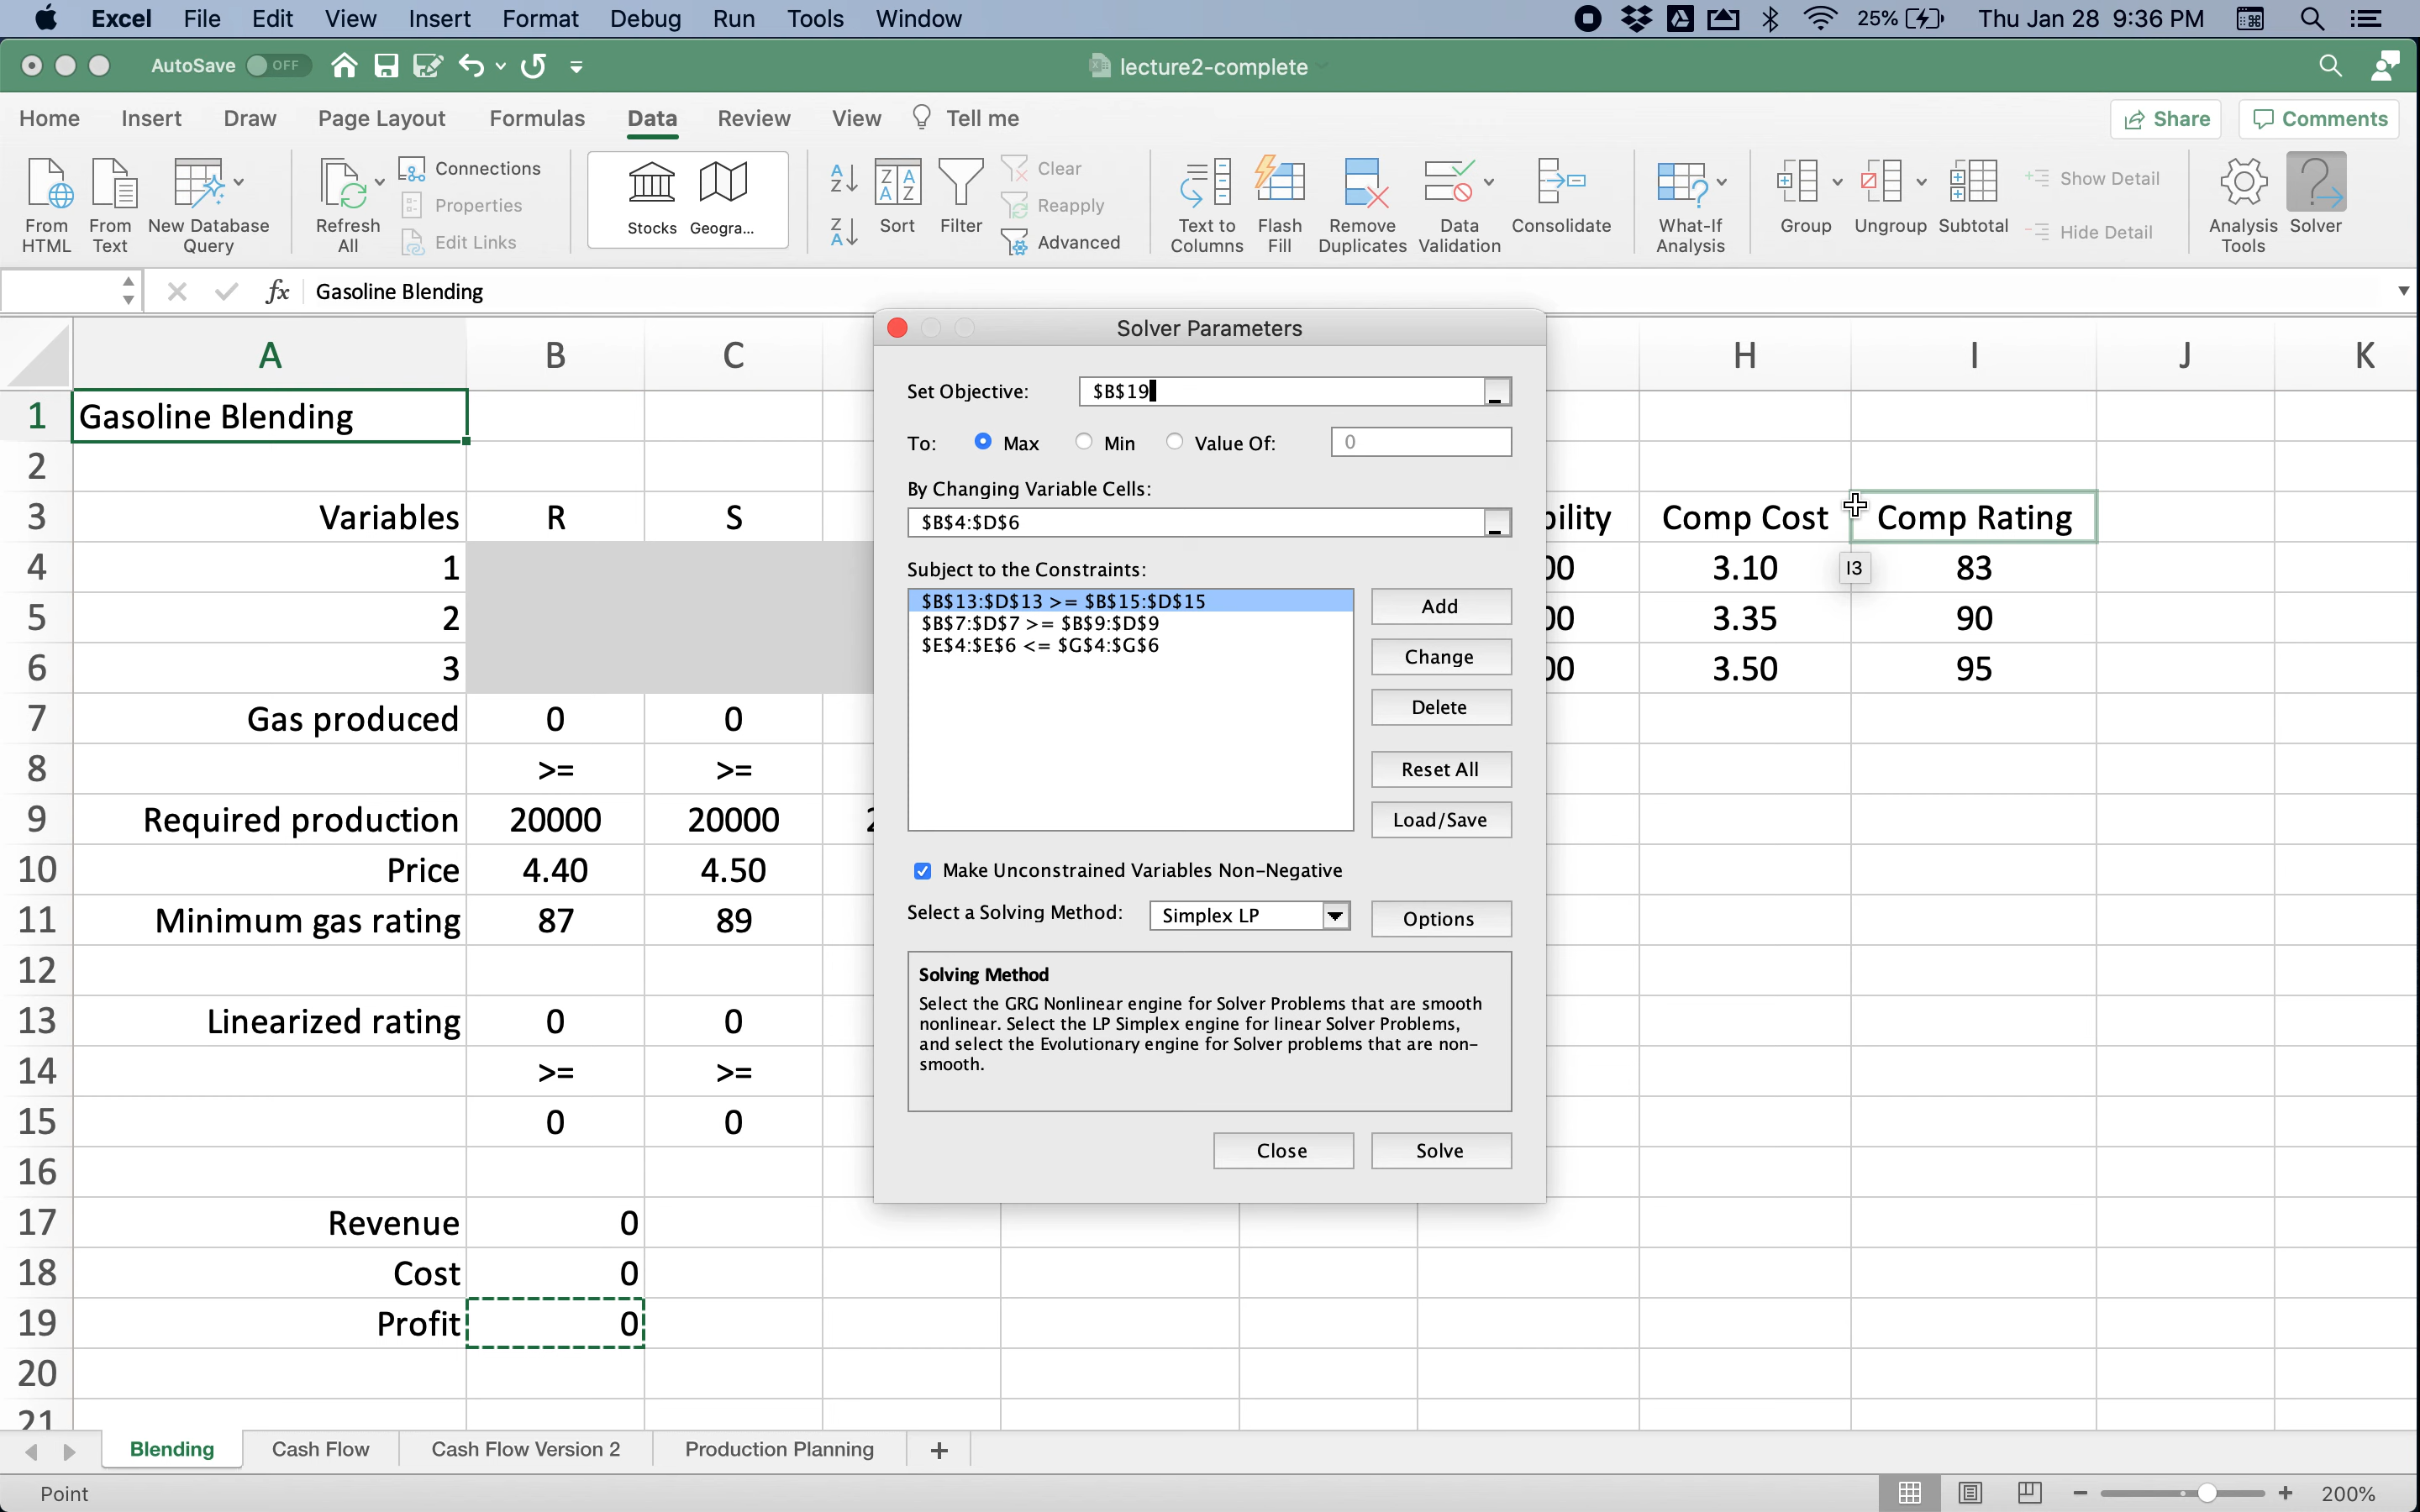 Excel File Edit View Insert Format Debug Run Tools Window 25% Thu Jan 28 9:36 PM
AutoSave OFF lecture2-complete
Home Insert Draw Page Layout Formulas Data Review View Tell me Share Comments
From HTML
From Text
New Database Query
Refresh All
Connections
Properties
Edit Links
Stocks Geogra...
Sort
Filter
Clear
Reapply
Advanced
Text to Columns
Flash Fill
Remove Duplicates
Data Validation
Consolidate
What-If Analysis
Group
Ungroup
Subtotal
Show Detail
Hide Detail
Analysis Tools
Solver
fx Gasoline Blending
A B C H I J K
1 Gasoline Blending
2
3 Variables R S bility Comp Cost Comp Rating
4 1 00 3.10 I3 83
5 2 00 3.35 90
6 3 00 3.50 95
7 Gas produced 0 0
8 >= >=
9 Required production 20000 20000 2
10 Price 4.40 4.50
11 Minimum gas rating 87 89
12
13 Linearized rating 0 0
14 >= >=
15 0 0
16
17 Revenue 0
18 Cost 0
19 Profit 0
20
21
Solver Parameters
Set Objective: $B$19
To: Max Min Value Of: 0
By Changing Variable Cells:
$B$4:$D$6
Subject to the Constraints:
$B$13:$D$13 >= $B$15:$D$15
$B$7:$D$7 >= $B$9:$D$9
$E$4:$E$6 <= $G$4:$G$6
Add
Change
Delete
Reset All
Load/Save
Make Unconstrained Variables Non-Negative
Select a Solving Method: Simplex LP Options
Solving Method
Select the GRG Nonlinear engine for Solver Problems that are smooth
nonlinear. Select the LP Simplex engine for linear Solver Problems,
and select the Evolutionary engine for Solver problems that are non-
smooth.
Close Solve
Blending Cash Flow Cash Flow Version 2 Production Planning +
Point 200%